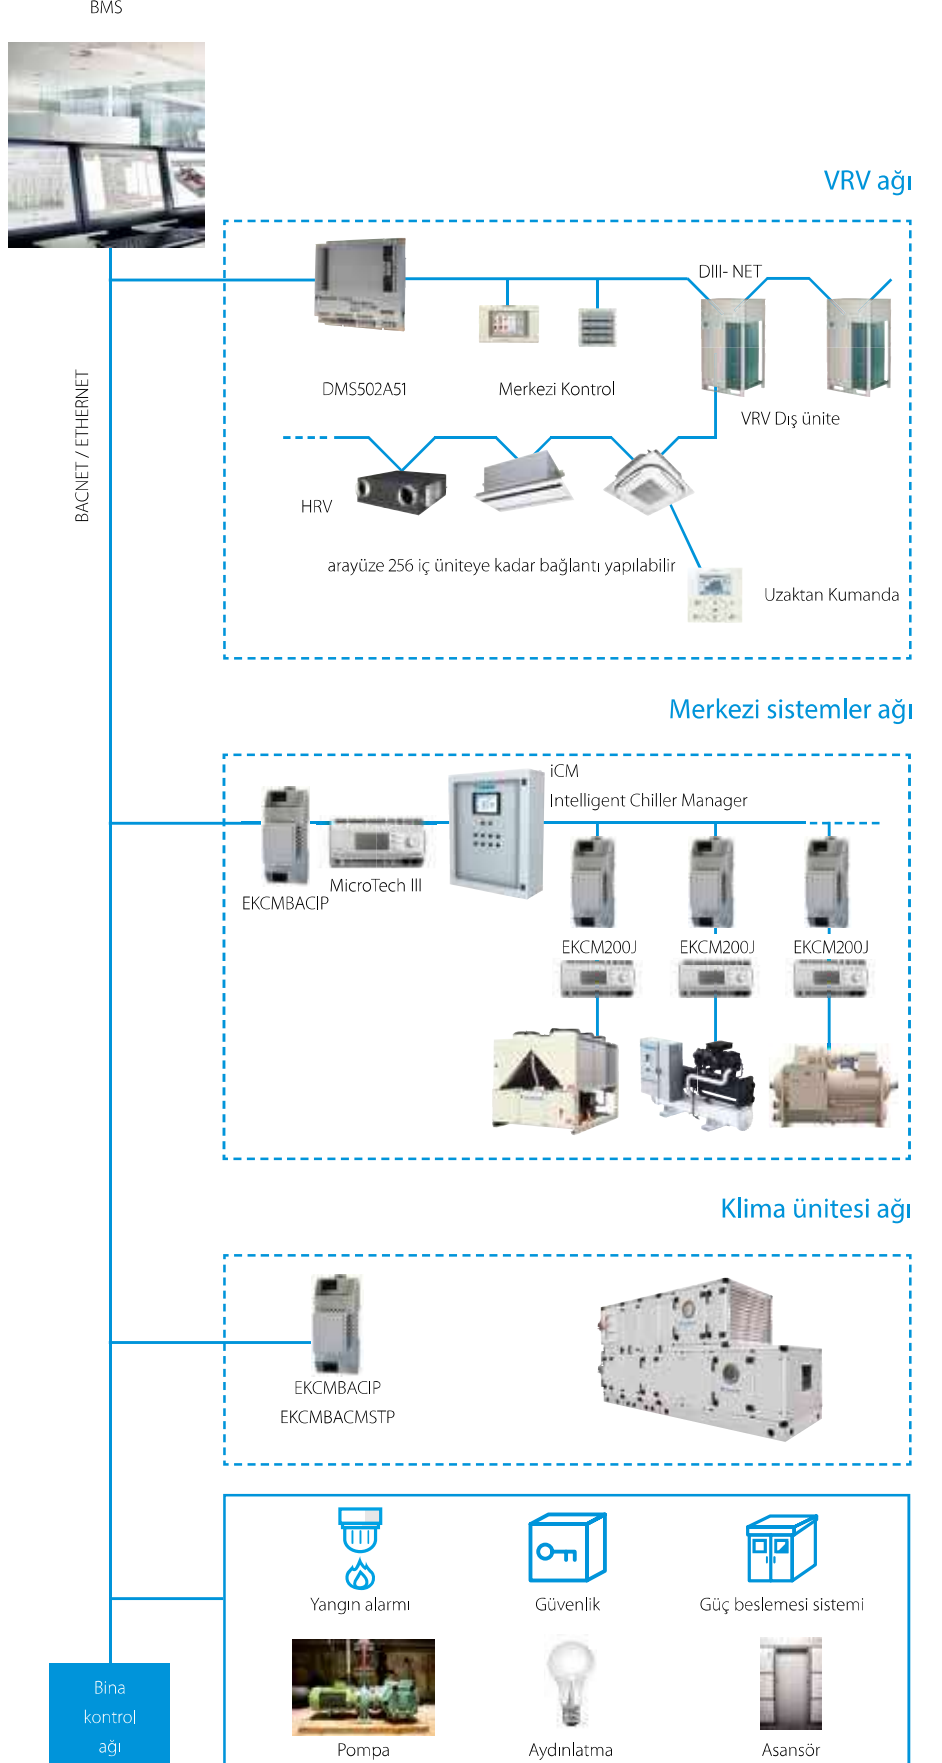 BMS
VRV ağı
DIII- NET
DMS502A51
Merkezi Kontrol
VRV Dış ünite
BACNET / ETHERNET
HRV
arayüze 256 iç üniteye kadar bağlantı yapılabilir
Uzaktan Kumanda
Merkezi sistemler ağı
iCM
Intelligent Chiller Manager
MicroTech III
EKCMBACIP
EKCM200J
EKCM200J
EKCM200J
Klima ünitesi ağı
EKCMBACIP
EKCMBACMSTP
Yangın alarmı
Güvenlik
Güç beslemesi sistemi
Bina
kontrol
ağı
Pompa
Aydınlatma
Asansör